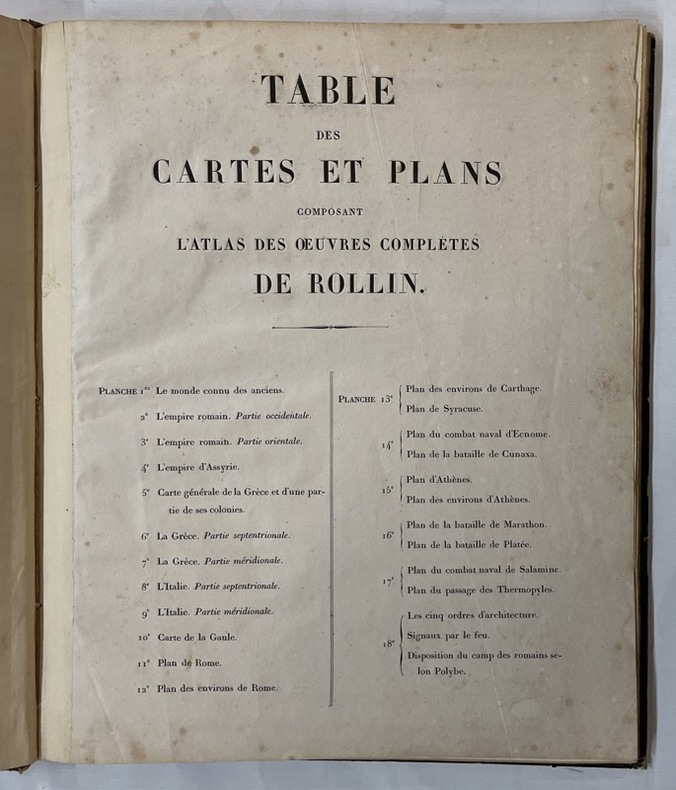 TABLE
DES
CARTES ET PLANS
COMPOSANT
L'ATLAS DES ŒUVRES COMPLÈTES
DE ROLLIN.
PLANCHE 1re Le monde connu des anciens.
2e L'empire romain. Partie occidentale.
3e L'empire romain. Partie orientale.
4e L'empire d'Assyrie.
5e Carte générale de la Grèce et d'une par-
tie de ses colonies.
6e La Grèce. Partie septentrionale.
7e La Grèce. Partie méridionale.
8e L'Italie. Partie septentrionale.
9e L'Italie. Partie méridionale.
10e Carte de la Gaule.
11e Plan de Rome.
12e Plan des environs de Rome.
PLANCHE 13e Plan des environs de Carthage.
Plan de Syracuse.
14e Plan du combat naval d'Ecnome.
Plan de la bataille de Cunaxa.
15e Plan d'Athènes.
Plan des environs d'Athènes.
16e Plan de la bataille de Marathon.
Plan de la bataille de Platée.
17e Plan du combat naval de Salamine.
Plan du passage des Thermopyles.
18e Les cinq ordres d'architecture.
Signaux par le feu.
Disposition du camp des romains se-
lon Polybe.